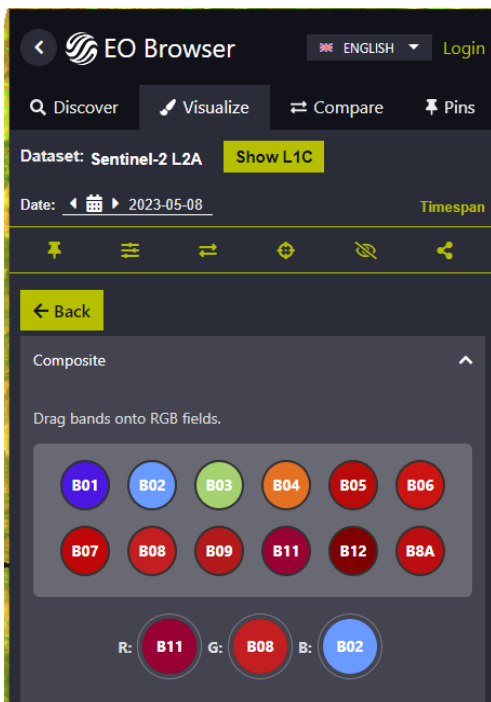 EO Browser ENGLISH Login
Discover Visualize Compare Pins
Dataset: Sentinel-2 L2A Show L1C
Date: 2023-05-08 Timespan
Back
Composite
Drag bands onto RGB fields.
B01 B02 B03 B04 B05 B06
B07 B08 B09 B11 B12 B8A
R: B11 G: B08 B: B02